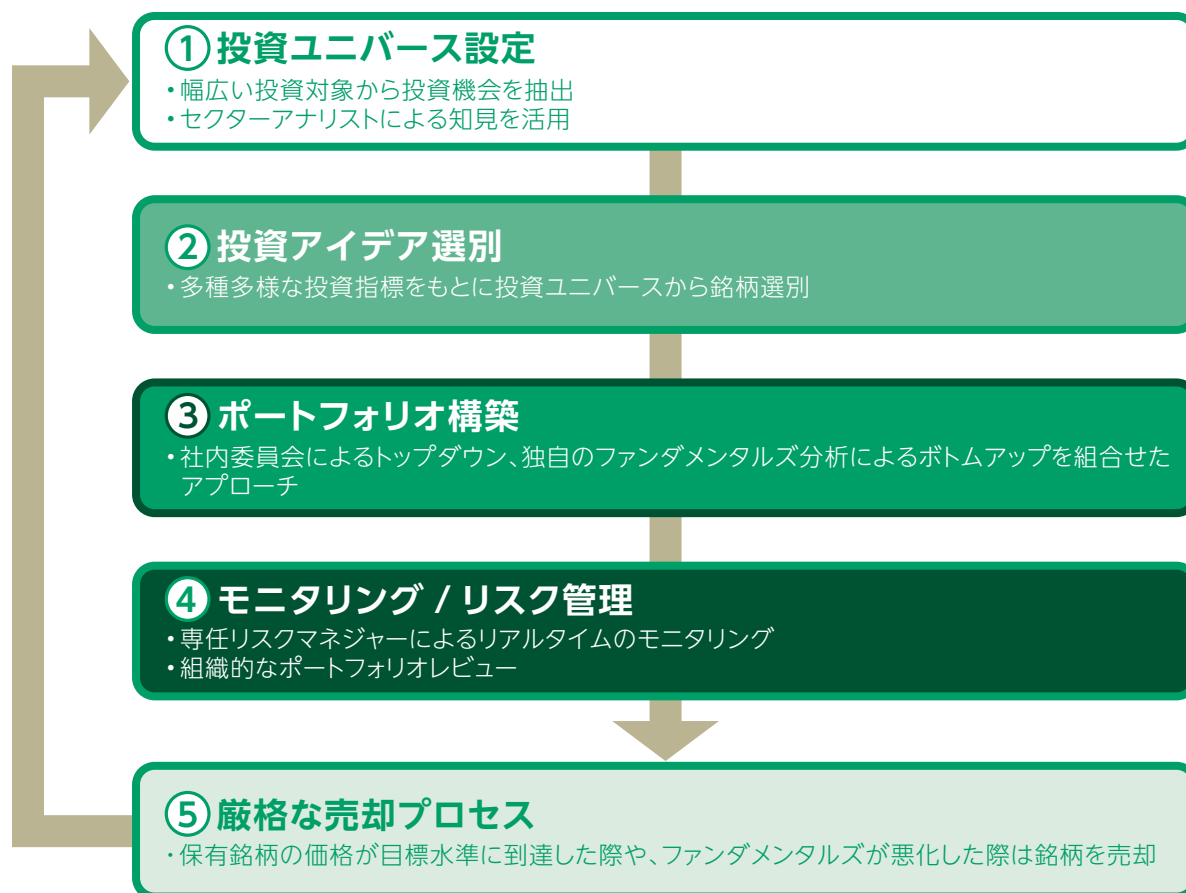 ①投資ユニバース設定
・幅広い投資対象から投資機会を抽出
・セクターアナリストによる知見を活用
②投資アイデア選別
・多種多様な投資指標をもとに投資ユニバースから銘柄選別
③ポートフォリオ構築
・社内委員会によるトップダウン、独自のファンダメンタルズ分析によるボトムアップを組合せた
アプローチ
④モニタリング / リスク管理
・専任リスクマネジャーによるリアルタイムのモニタリング
・組織的なポートフォリオレビュー
⑤厳格な売却プロセス
・保有銘柄の価格が目標水準に到達した際や、ファンダメンタルズが悪化した際は銘柄を売却